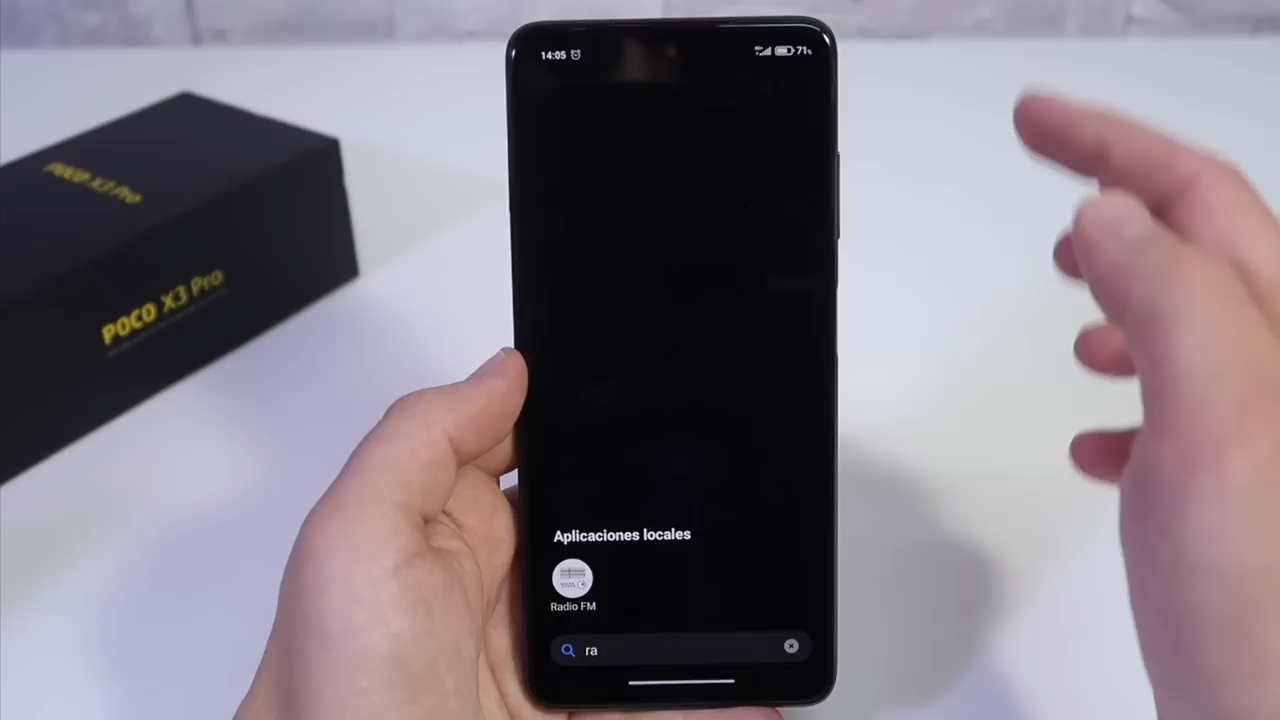 POCO X3 Pro
POCO X3 Pro
14:05
71%
Aplicaciones locales
Radio FM
ra